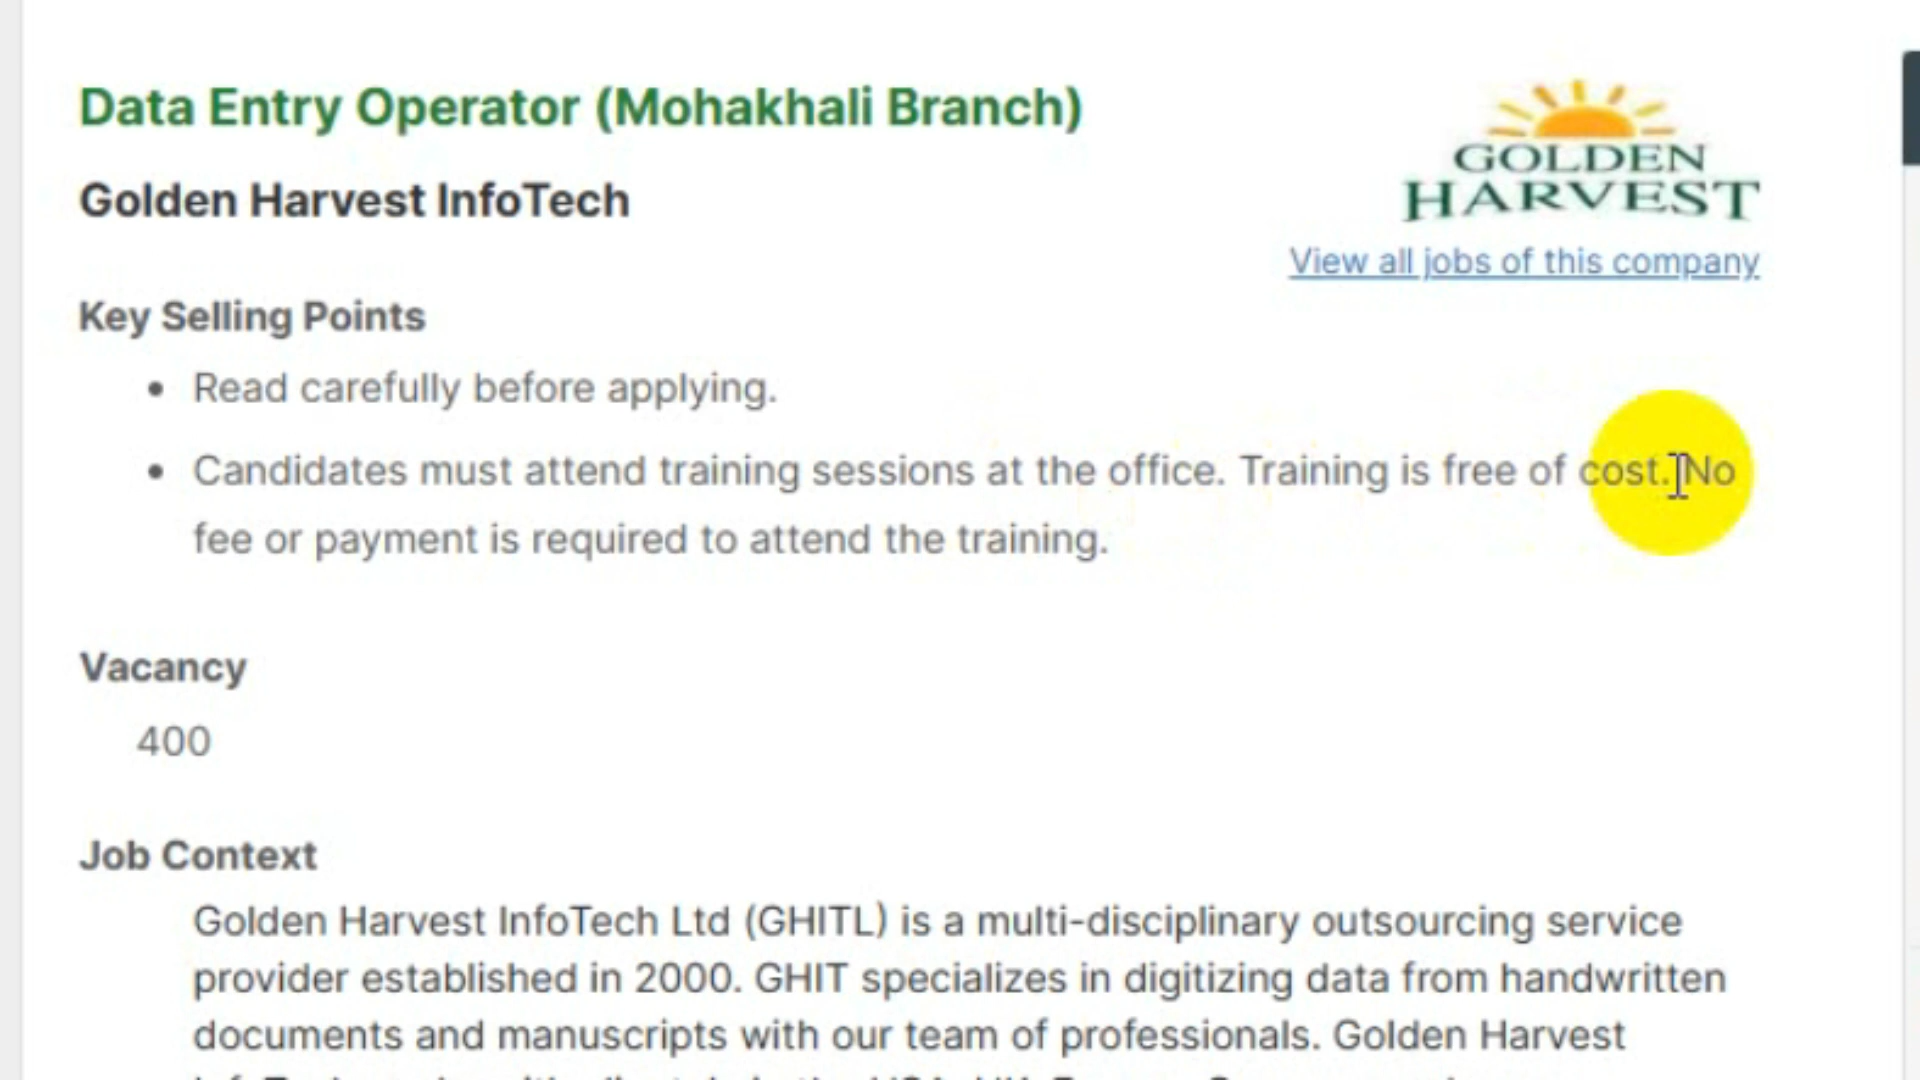 Data Entry Operator (Mohakhali Branch)
GOLDEN
HARVEST
Golden Harvest InfoTech
View all jobs of this company
Key Selling Points
• Read carefully before applying.
• Candidates must attend training sessions at the office. Training is free of cost. No
fee or payment is required to attend the training.
Vacancy
400
Job Context
Golden Harvest InfoTech Ltd (GHITL) is a multi-disciplinary outsourcing service
provider established in 2000. GHIT specializes in digitizing data from handwritten
documents and manuscripts with our team of professionals. Golden Harvest